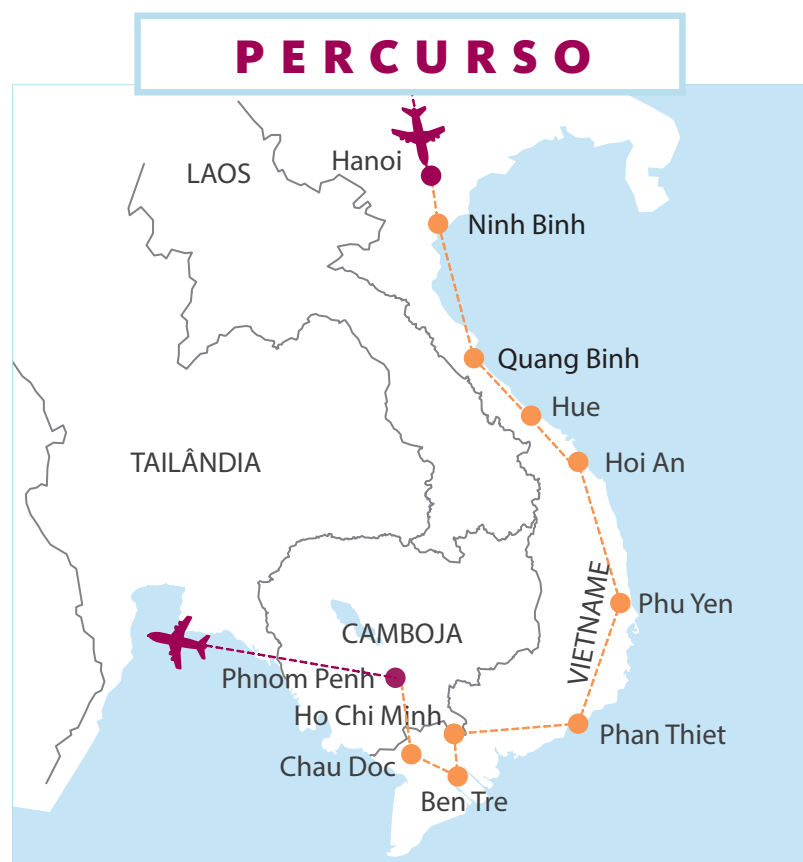 PERCURSO
Hanoi
LAOS
Ninh Binh
Quang Binh
Hue
Hoi An
TAILÂNDIA
VIETNAME
Phu Yen
CAMBOJA
Phnom Penh
Ho Chi Minh
Phan Thiet
Chau Doc
Ben Tre